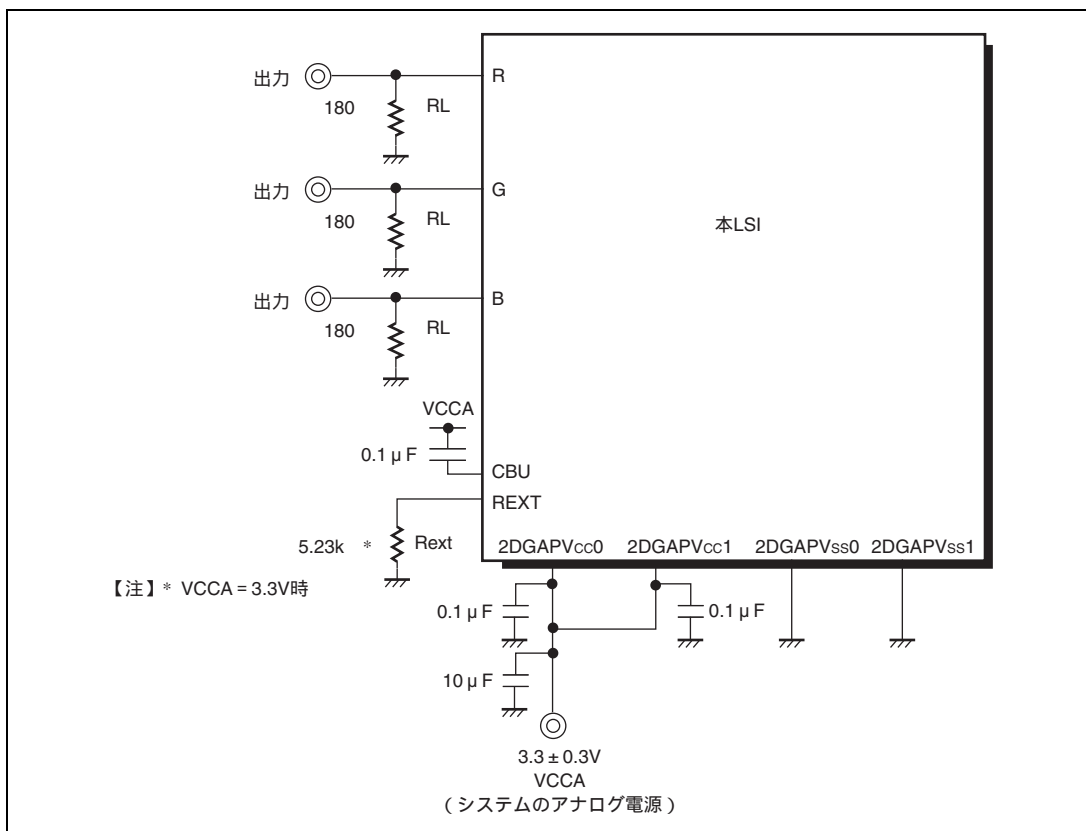 出力
180
RL
R
出力
180
RL
G
出力
180
RL
B
本LSI
VCCA
0.1 µ F
CBU
REXT
5.23k * Rext
【注】* VCCA = 3.3V時
2DGAPVCC0 2DGAPVCC1 2DGAPVSS0 2DGAPVSS1
0.1 µ F
0.1 µ F
10 µ F
3.3 ± 0.3V
VCCA
(システムのアナログ電源)